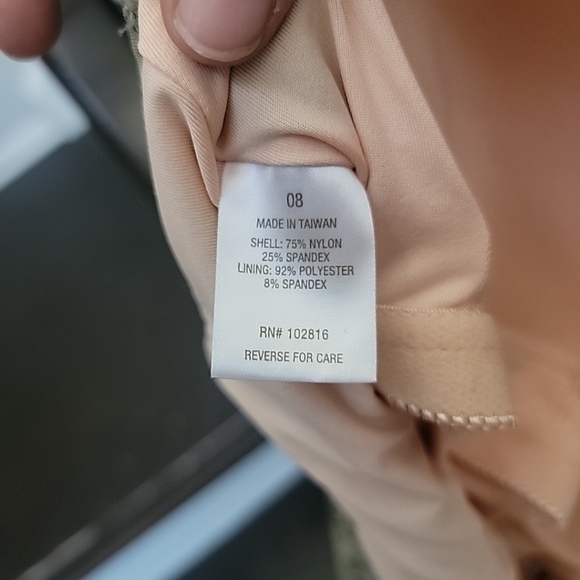 08
MADE IN TAIWAN
SHELL: 75% NYLON
25% SPANDEX
LINING: 92% POLYESTER
8% SPANDEX
RN# 102816
REVERSE FOR CARE